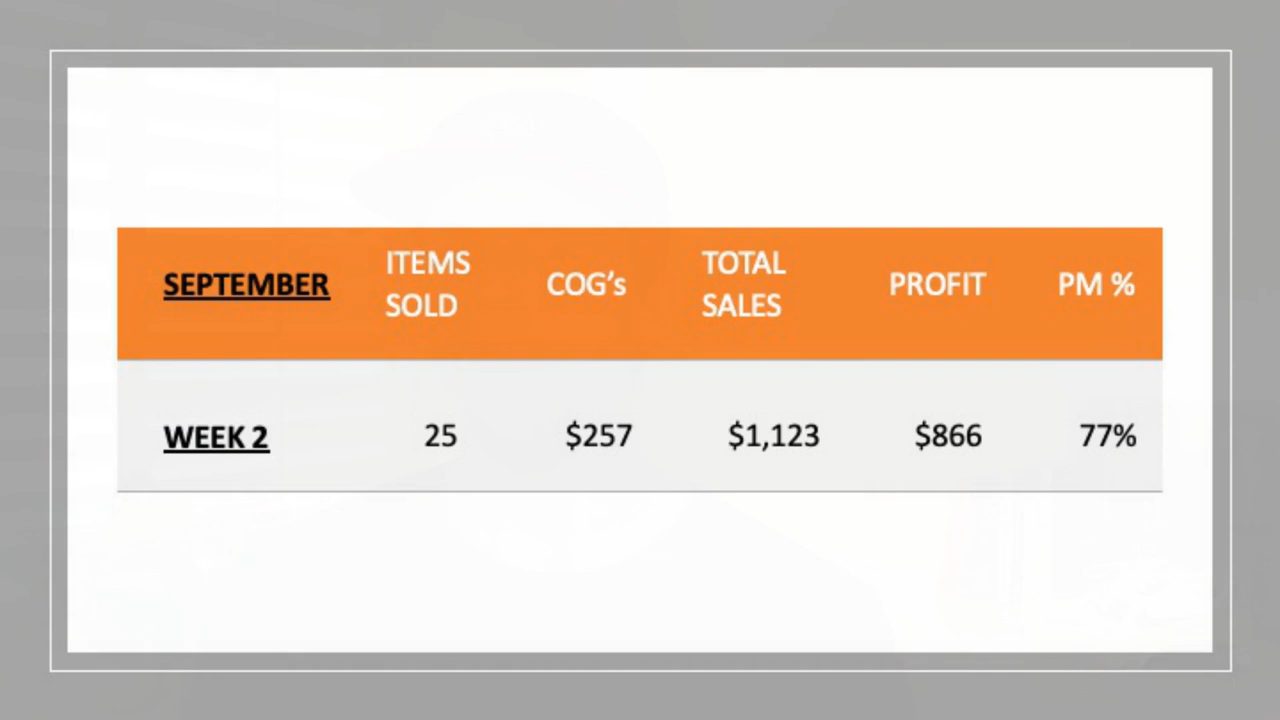 SEPTEMBER ITEMS SOLD COG’s TOTAL SALES PROFIT PM %
WEEK 2 25 $257 $1,123 $866 77%